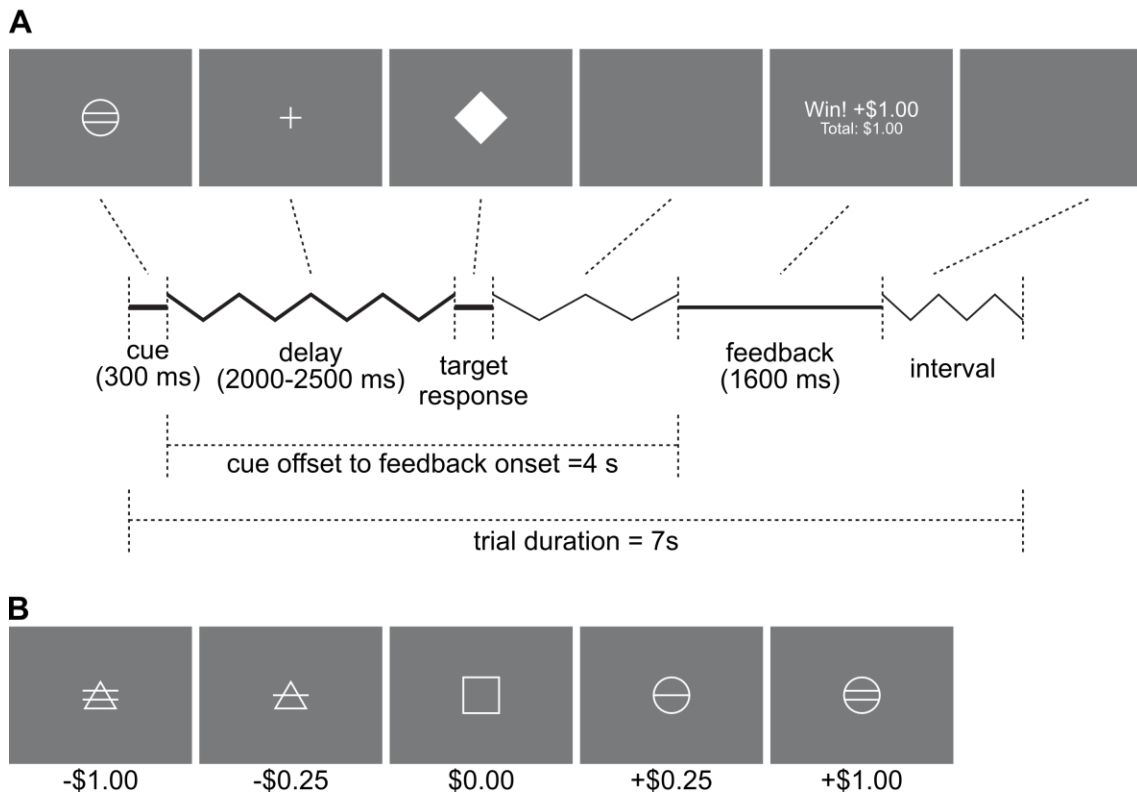 A
Win! +$1.00
Total: $1.00
cue
(300 ms)
delay
(2000-2500 ms)
target
response
feedback
(1600 ms)
interval
cue offset to feedback onset =4 s
trial duration = 7s
B
-$1.00
-$0.25
$0.00
+$0.25
+$1.00